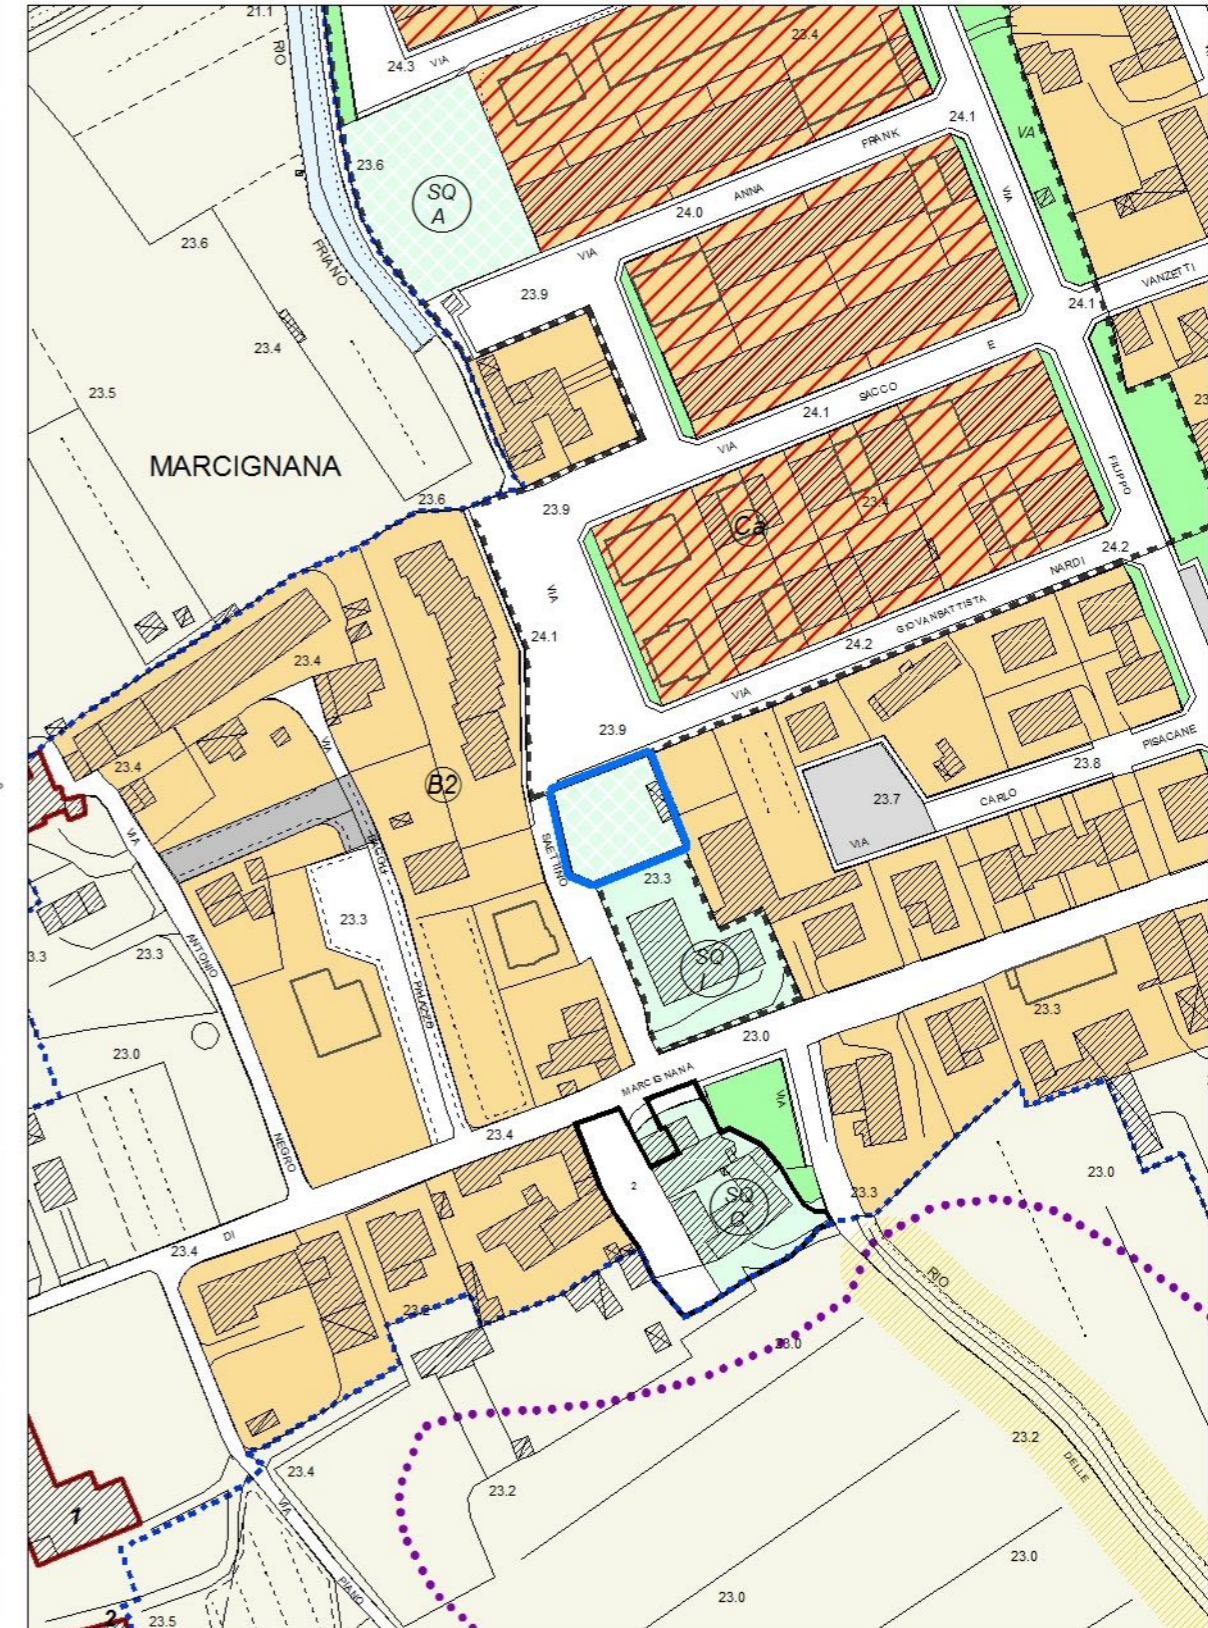 21.1
RIO
24.3
VIA
23.4
24.1
FRANK
VA
23.6
SQ
A
ANNA
VIA
24.0
23.6
FRIANO
VIA
VANZETTI
23.9
24.1
23.4
E
23.5
SACCO
24.1
23
VIA
MARCIGNANA
FILIPPO
23.6
23.9
23.4
Ca
24.2
NARDI
VIA
GIOVANBATTISTA
24.1
24.2
23.4
VIA
23.9
PISACANE
VIA
23.8
23.4
B2
23.7
CARLO
VIA
VIA
SAETTINO
23.3
23.3
ANTONIO
23.3
3.3
SQ
I
PALAZZO
23.3
23.0
23.0
MARCIGNANA
VIA
23.4
NEGRO
2
23.0
SQ
23.3
DI
23.4
RIO
23.2
23.0
23.2
DELLE
23.4
23.2
1
VIA
23.0
PIANO
23.0
2
23.5